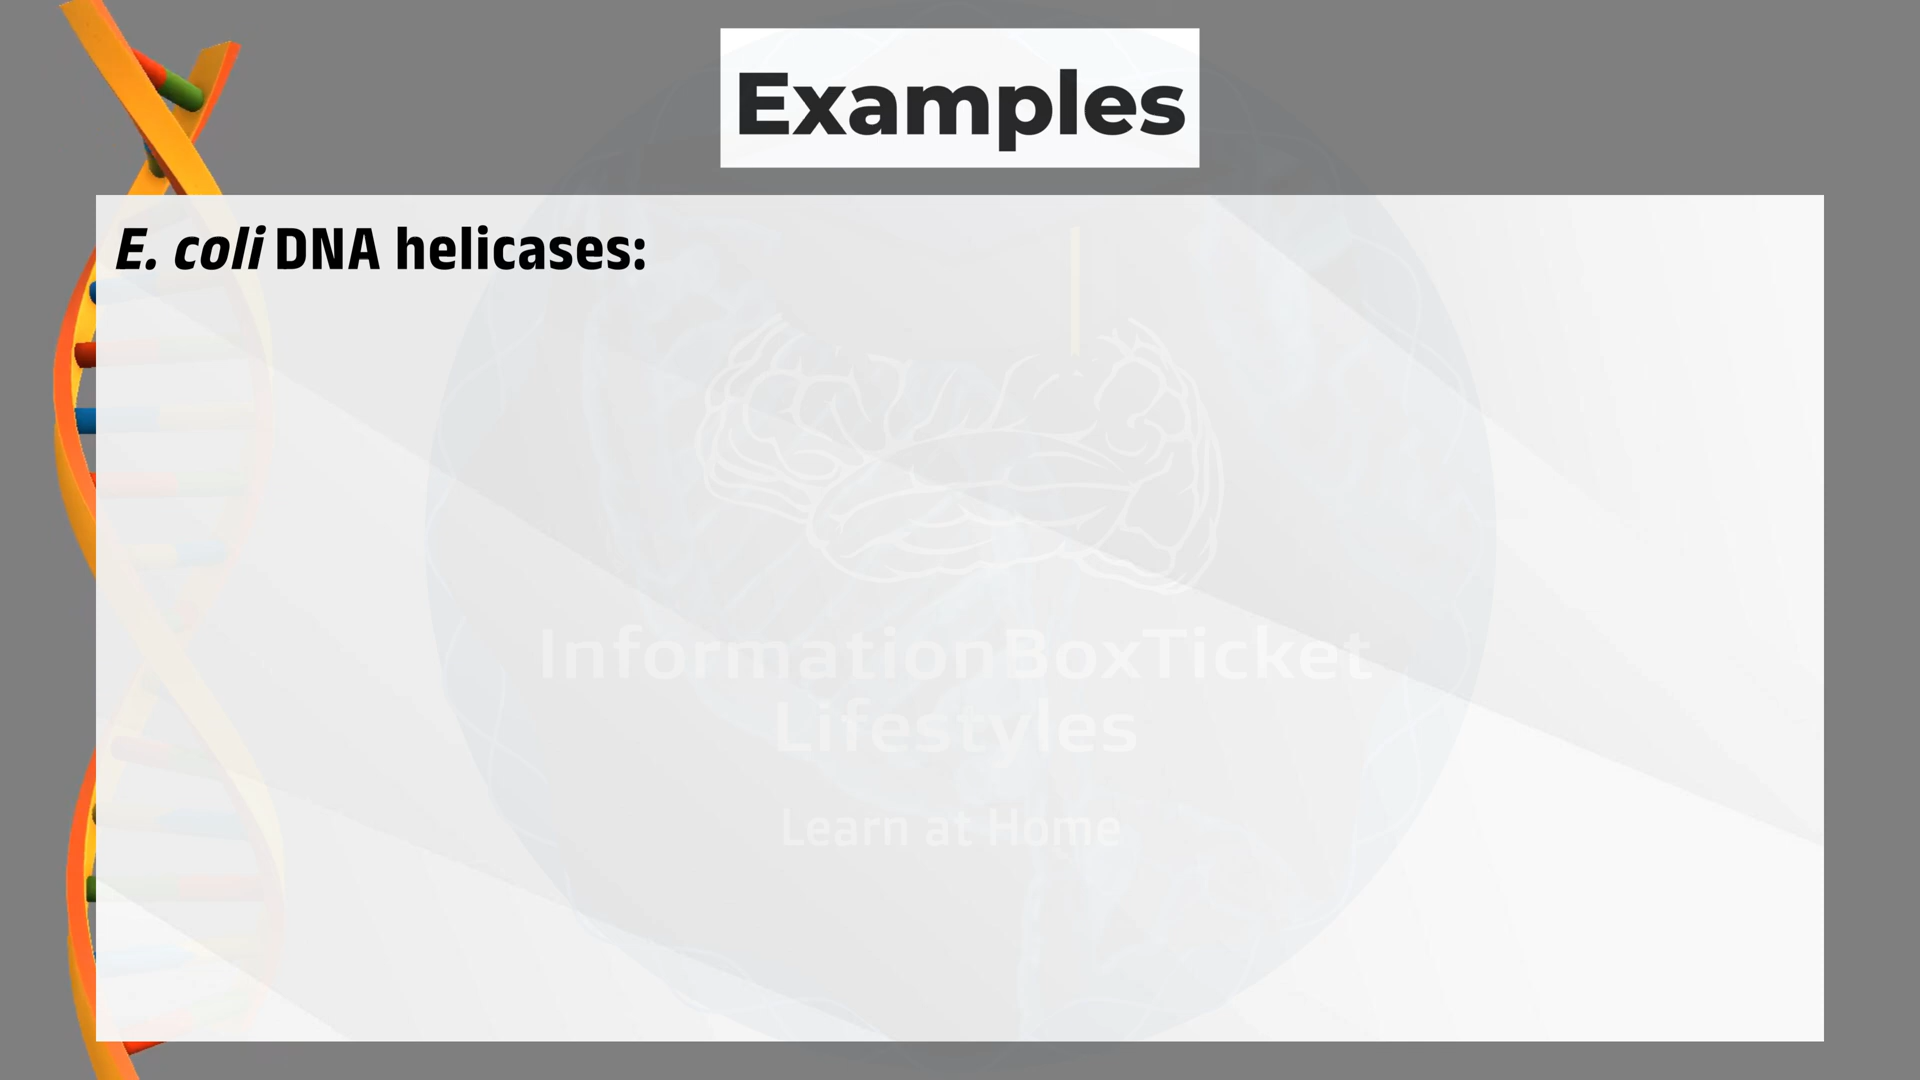 Examples
E. coli DNA helicases:
InformationBoxTicket
Lifestyles
Learn at Home